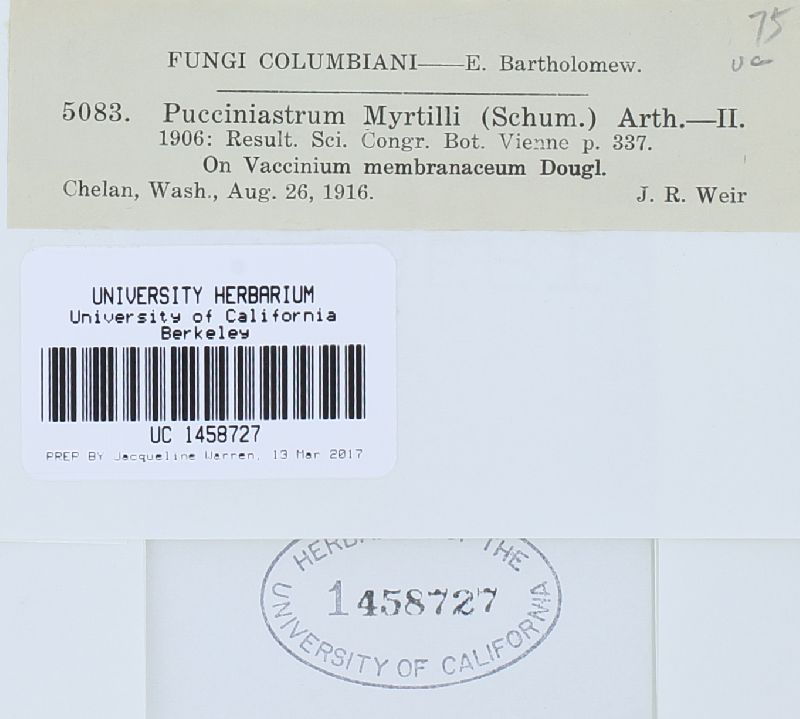 75
UC
FUNGI COLUMBIANI—E. Bartholomew.
5083. Pucciniastrum Myrtilli (Schum.) Arth.—II.
1906: Result. Sci. Congr. Bot. Vienne p. 337.
On Vaccinium membranaceum Dougl.
Chelan, Wash., Aug. 26, 1916. J. R. Weir
UNIVERSITY HERBARIUM
University of California
Berkeley
UC 1458727
PREP BY Jacqueline Warren, 13 Mar 2017
THE
1458727
UNIVERSITY OF CALIFORNIA